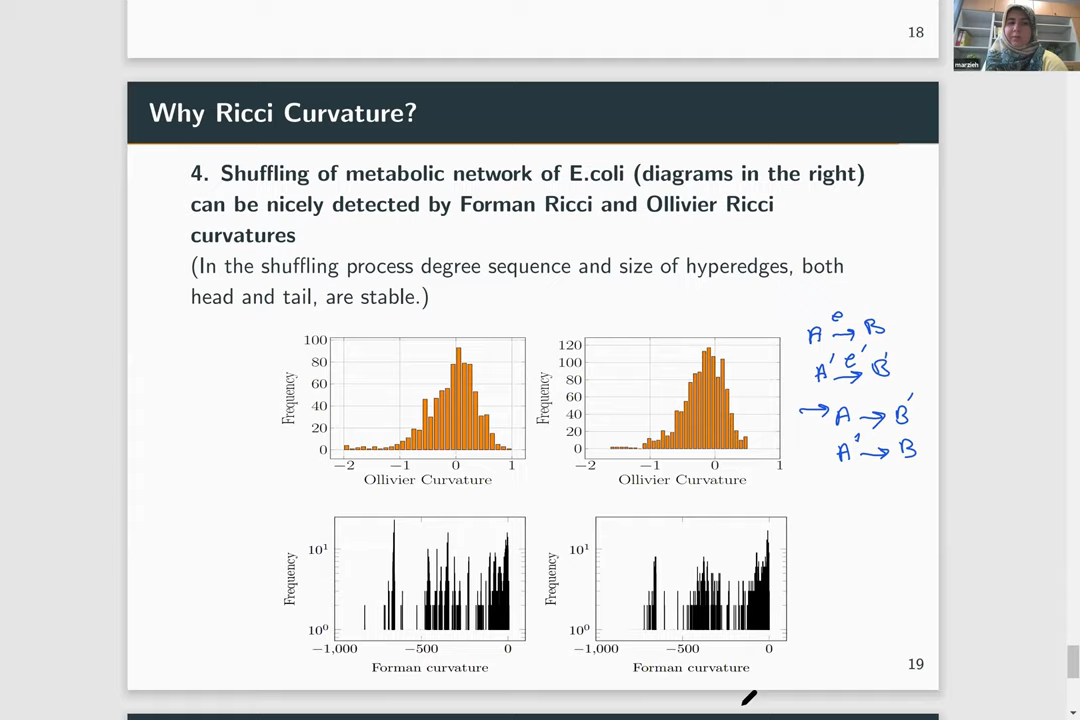 18
marzieh
Why Ricci Curvature?
4. Shuffling of metabolic network of E.coli (diagrams in the right)
can be nicely detected by Forman Ricci and Ollivier Ricci
curvatures
(In the shuffling process degree sequence and size of hyperedges, both
head and tail, are stable.)
100
80
60
40
20
0
Frequency
−2 −1 0 1
Ollivier Curvature
120
100
80
60
40
20
0
Frequency
−2 −1 0 1
Ollivier Curvature
e
A → B
A' e' → B'
→ A → B'
A' → B
10¹
10⁰
Frequency
−1,000 −500 0
Forman curvature
10¹
10⁰
Frequency
−1,000 −500 0
Forman curvature
19